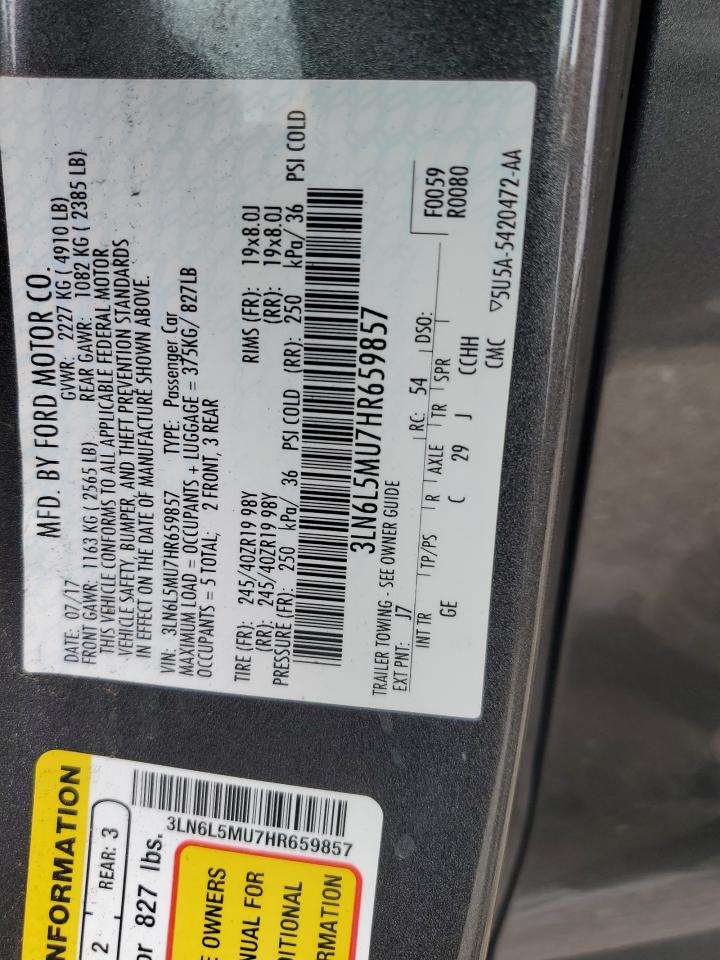 MFD. BY FORD MOTOR CO.
DATE: 07/17 GVWR: 2227 KG ( 4910 LB)
FRONT GAWR: 1163 KG ( 2565 LB) REAR GAWR: 1082 KG ( 2385 LB)
THIS VEHICLE CONFORMS TO ALL APPLICABLE FEDERAL MOTOR
VEHICLE SAFETY, BUMPER, AND THEFT PREVENTION STANDARDS
IN EFFECT ON THE DATE OF MANUFACTURE SHOWN ABOVE.
VIN: 3LN6L5MU7HR659857 TYPE: Passenger Car
MAXIMUM LOAD = OCCUPANTS + LUGGAGE = 375KG/ 827LB
OCCUPANTS = 5 TOTAL; 2 FRONT, 3 REAR
TIRE (FR): 245/40ZR19 98Y RIMS (FR): 19x8.0J
(RR): 245/40ZR19 98Y (RR): 19x8.0J
PRESSURE (FR): 250 kPa/ 36 PSI COLD (RR): 250 kPa/ 36 PSI COLD
3LN6L5MU7HR659857
TRAILER TOWING - SEE OWNER GUIDE F0059
EXT PNT: J7 RC: 54 DSO: R0080
INT TR TP/PS R AXLE TR SPR
GE C 29 J CCHH
CMC ▽5U5A-5420472-AA
NFORMATION
2 REAR: 3
or 827 lbs.
3LN6L5MU7HR659857
E OWNERS
NUAL FOR
DITIONAL
RMATION